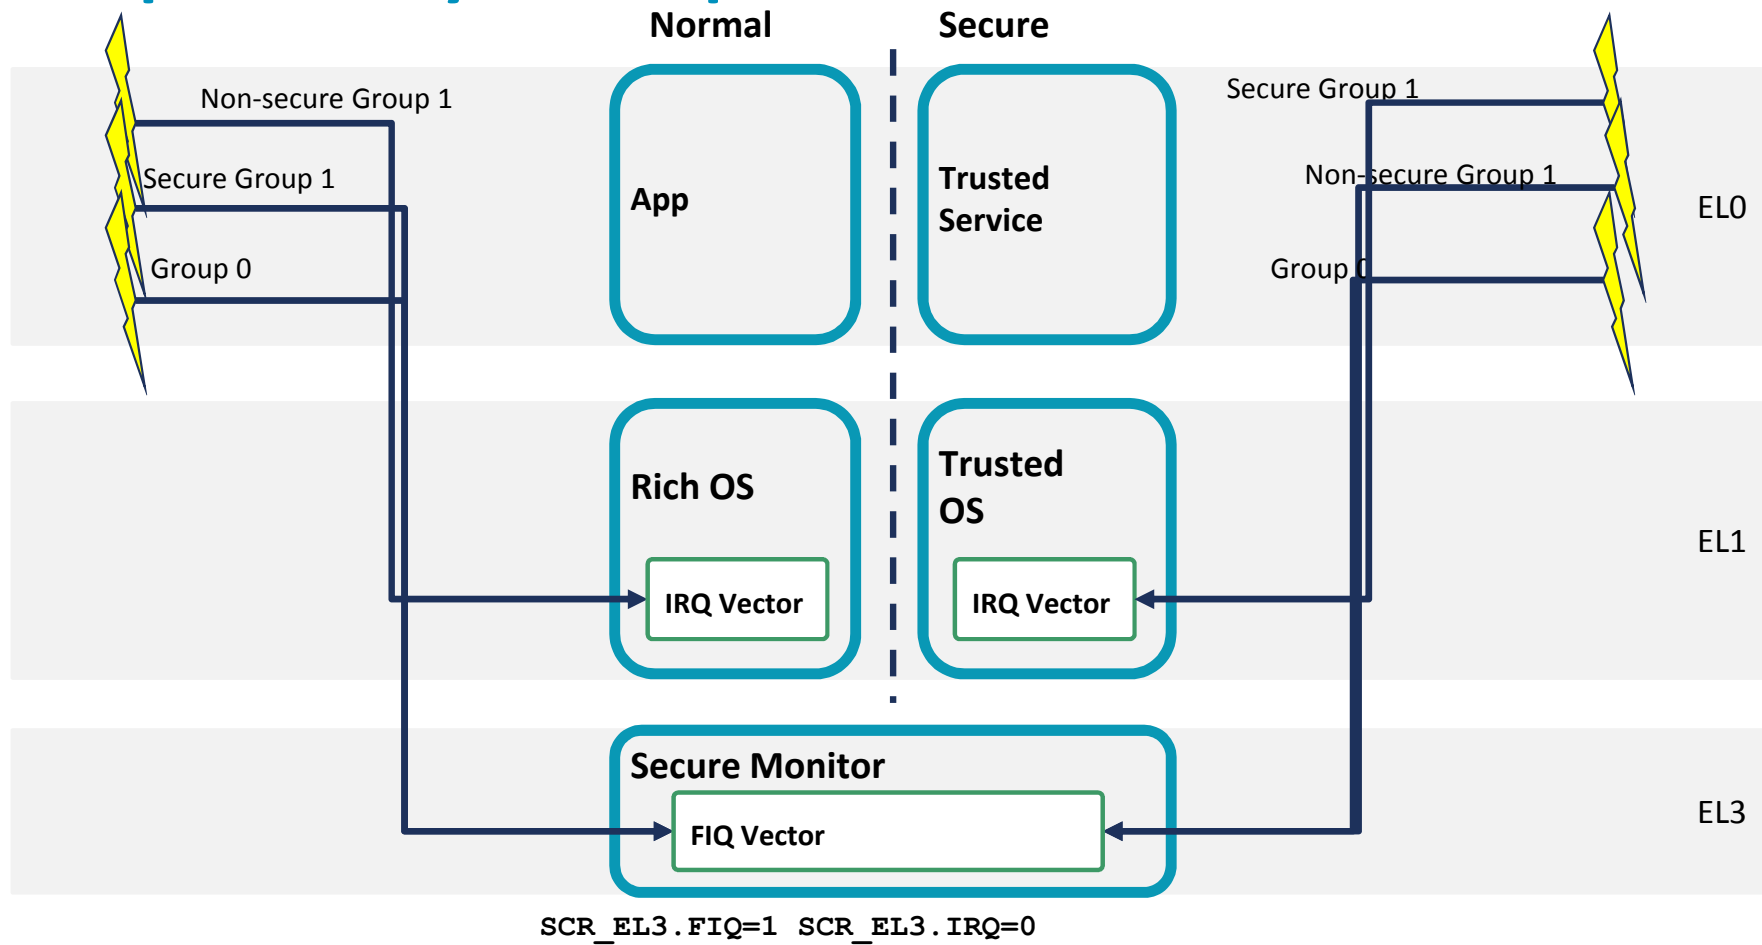 Normal
Secure
Non-secure Group 1
Secure Group 1
Group 0
App
Trusted
Service
Secure Group 1
Non-secure Group 1
Group 0
EL0
Rich OS
IRQ Vector
Trusted
OS
IRQ Vector
EL1
Secure Monitor
FIQ Vector
EL3
SCR_EL3.FIQ=1 SCR_EL3.IRQ=0